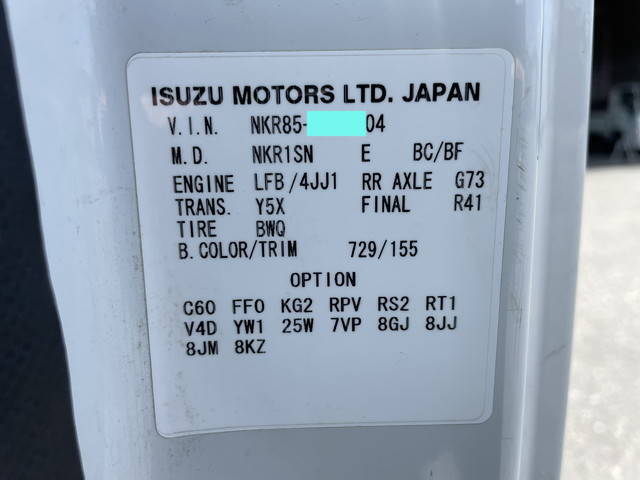 ISUZU MOTORS LTD. JAPAN
V.I.N. NKR85- 04
M.D. NKR1SN E BC/BF
ENGINE LFB/4JJ1 RR AXLE G73
TRANS. Y5X FINAL R41
TIRE BWQ
B.COLOR/TRIM 729/155
OPTION
C60 FF0 KG2 RPV RS2 RT1
V4D YW1 25W 7VP 8GJ 8JJ
8JM 8KZ